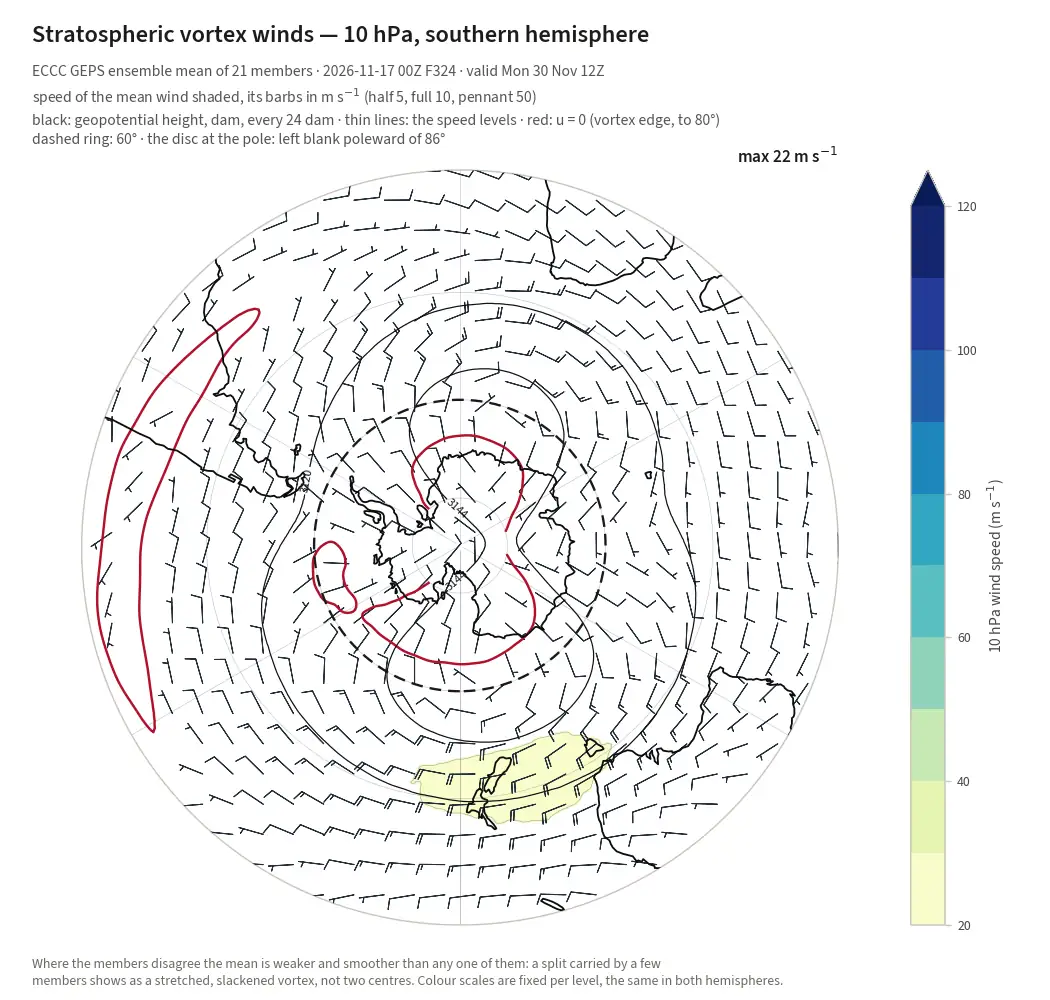 Stratospheric vortex winds — 10 hPa, southern hemisphere
ECCC GEPS ensemble mean of 21 members · 2026-11-17 00Z F324 · valid Mon 30 Nov 12Z
speed of the mean wind shaded, its barbs in m s⁻¹ (half 5, full 10, pennant 50)
black: geopotential height, dam, every 24 dam · thin lines: the speed levels · red: u = 0 (vortex edge, to 80°)
dashed ring: 60° · the disc at the pole: left blank poleward of 86°
max 22 m s⁻¹
120
100
80
60
40
20
10 hPa wind speed (m s⁻¹)
3144
Where the members disagree the mean is weaker and smoother than any one of them: a split carried by a few
members shows as a stretched, slackened vortex, not two centres. Colour scales are fixed per level, the same in both hemispheres.